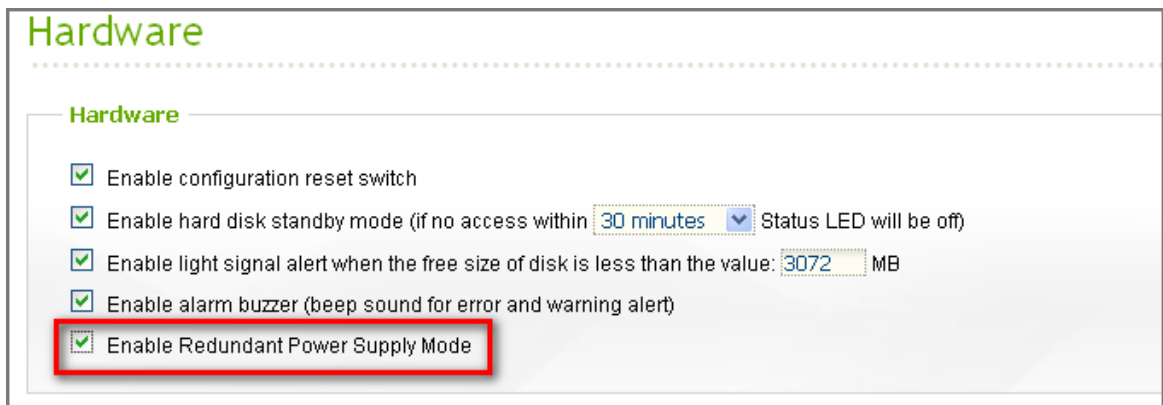 Hardware
Hardware
Enable configuration reset switch
Enable hard disk standby mode (if no access within 30 minutes Status LED will be off)
Enable light signal alert when the free size of disk is less than the value: 3072 MB
Enable alarm buzzer (beep sound for error and warning alert)
Enable Redundant Power Supply Mode